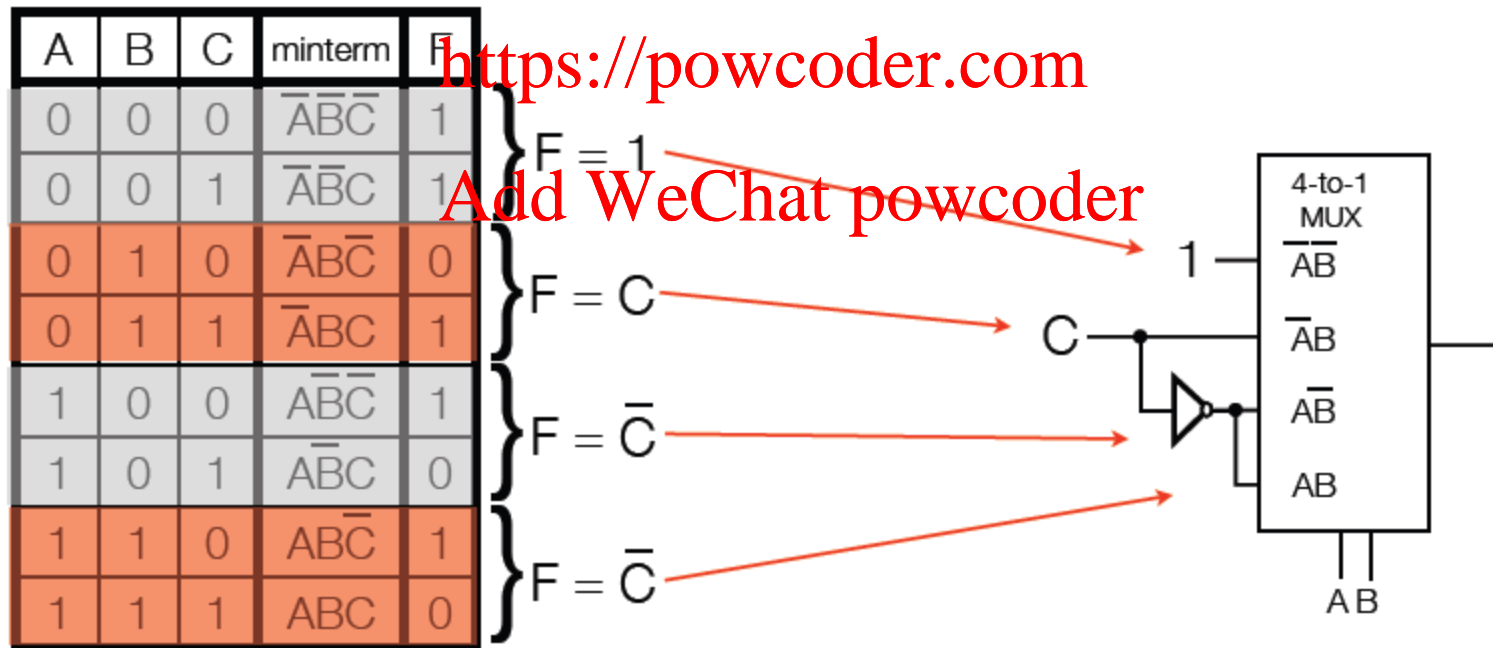 A B C minterm F
https://powcoder.com
0 0 0 A̅B̅C̅ 1
F = 1
0 0 1 A̅B̅C 1
Add WeChat powcoder
0 1 0 A̅BC̅ 0
F = C
0 1 1 A̅BC 1
1 0 0 AB̅C̅ 1
F = C̅
1 0 1 AB̅C 0
1 1 0 ABC̅ 1
F = C̅
1 1 1 ABC 0
4-to-1
MUX
1 A̅B̅
C A̅B
AB̅
AB
A B